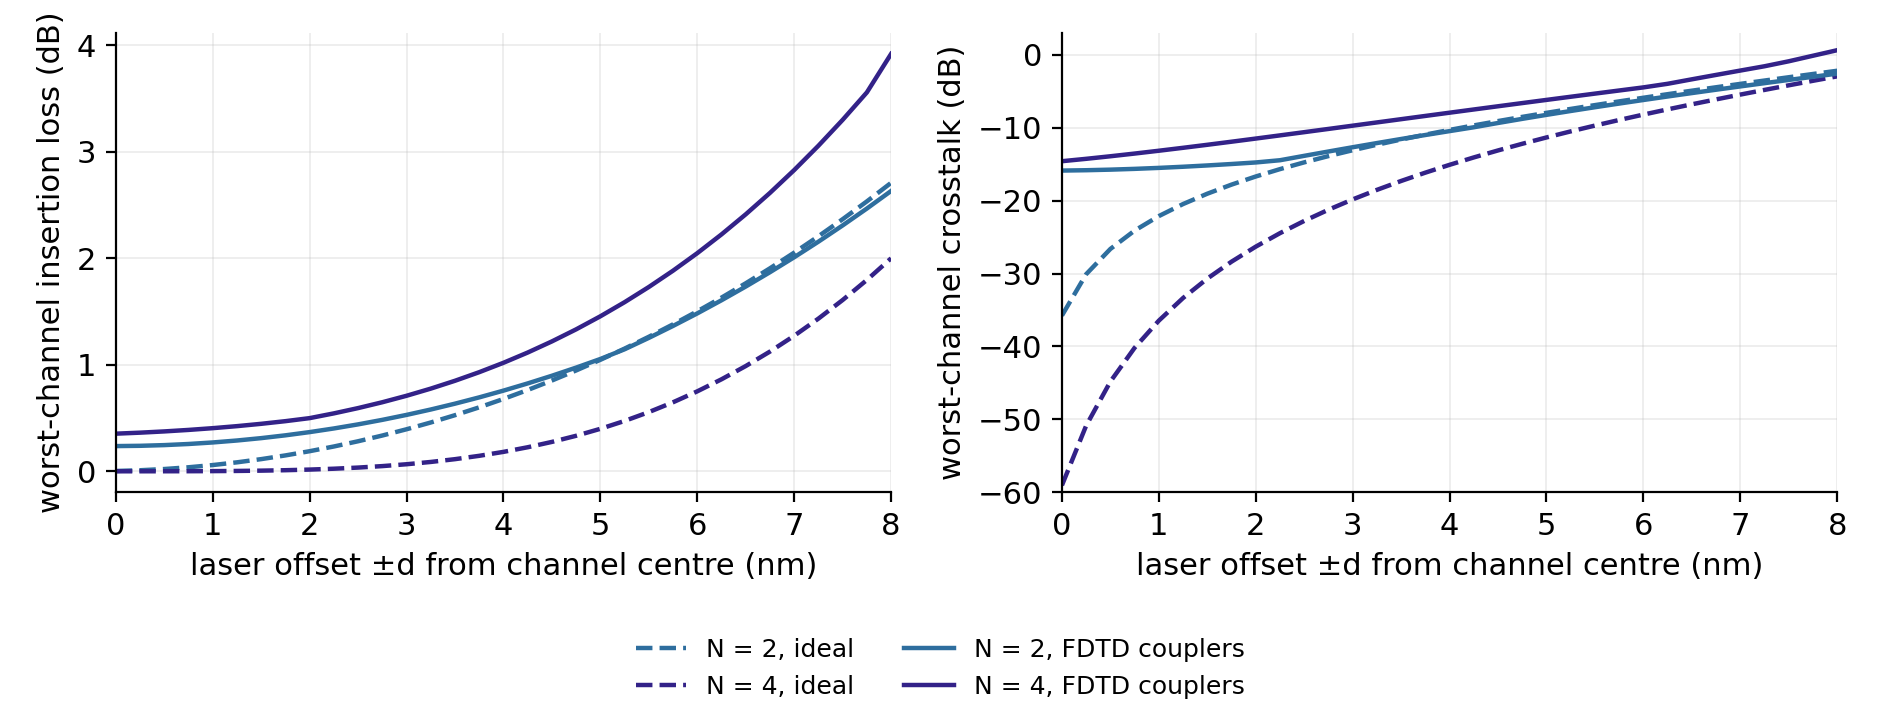 worst-channel insertion loss (dB)
4
3
2
1
0
0 1 2 3 4 5 6 7 8
laser offset ±d from channel centre (nm)
worst-channel crosstalk (dB)
0
−10
−20
−30
−40
−50
−60
0 1 2 3 4 5 6 7 8
laser offset ±d from channel centre (nm)
N = 2, ideal
N = 4, ideal
N = 2, FDTD couplers
N = 4, FDTD couplers